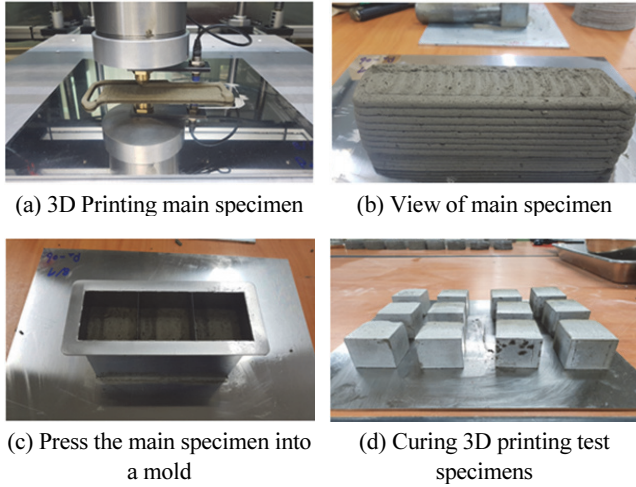 (a) 3D Printing main specimen
(b) View of main specimen
(c) Press the main specimen into
a mold
(d) Curing 3D printing test
specimens